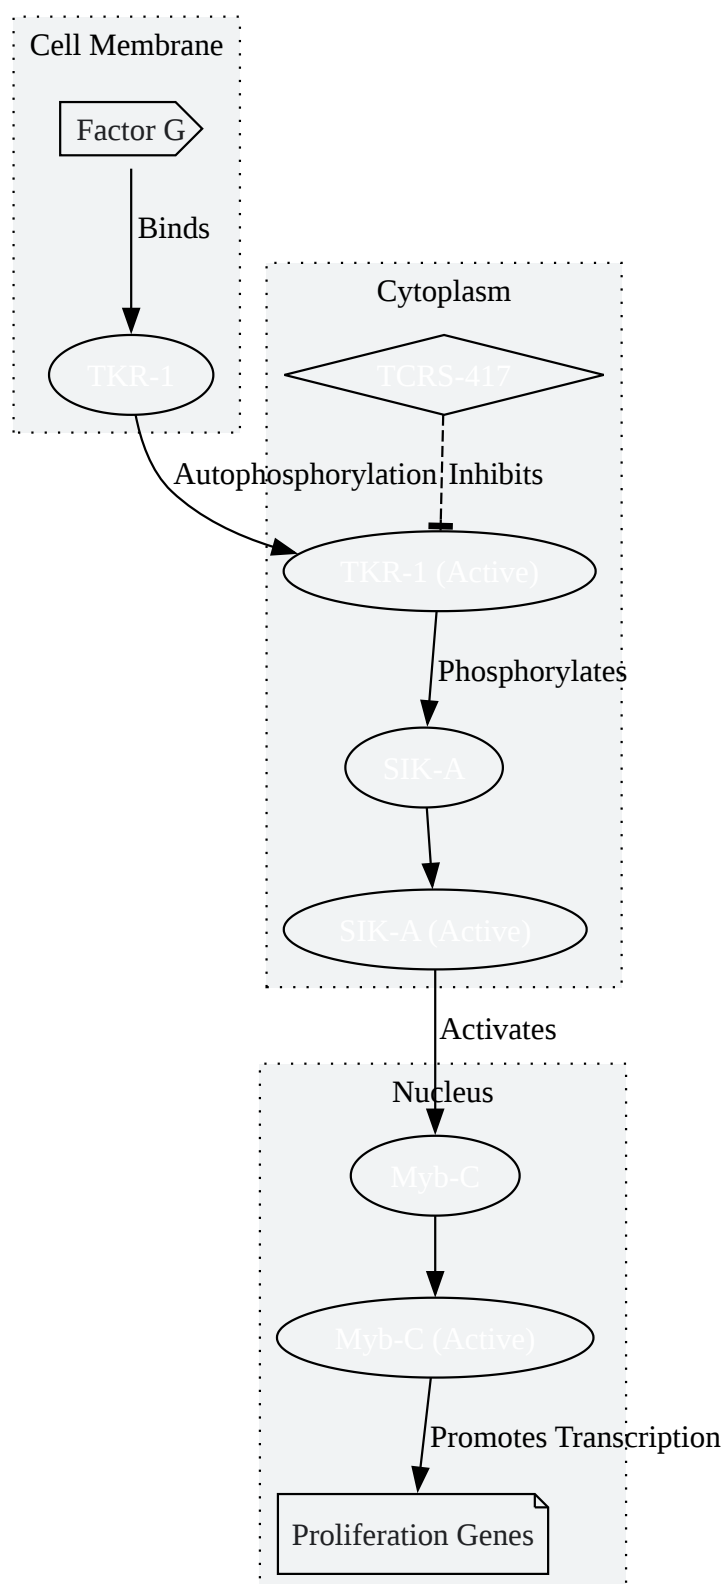 Cell Membrane
Factor G
Binds
Cytoplasm
TKR-1
TCRS-417
Autophosphorylation
Inhibits
TKR-1 (Active)
Phosphorylates
SIK-A
SIK-A (Active)
Activates
Nucleus
Myb-C
Myb-C (Active)
Promotes Transcription
Proliferation Genes